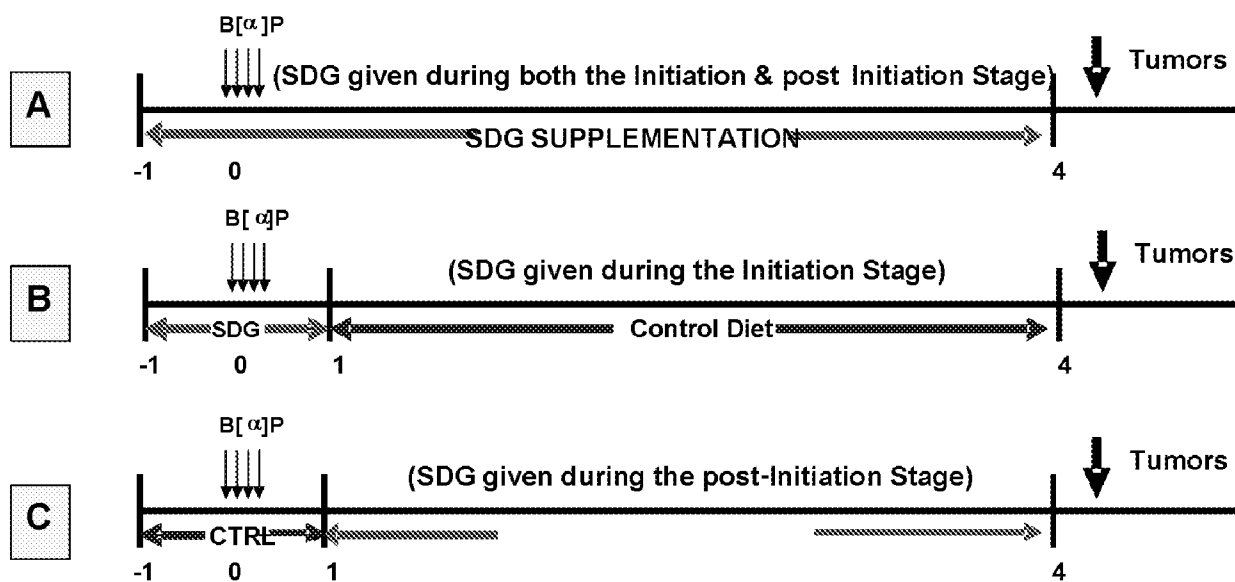 B[α]P
(SDG given during both the Initiation & post Initiation Stage)
Tumors
A
SDG SUPPLEMENTATION
-1 0 4
B[α]P
(SDG given during the Initiation Stage)
Tumors
B
SDG
Control Diet
-1 0 1 4
B[α]P
(SDG given during the post-Initiation Stage)
Tumors
C
CTRL
-1 0 1 4